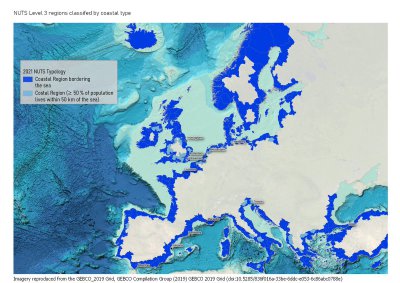 NUTS Level 3 regions classifed by coastal type
2021 NUTS Typology
Coastal Region bordering
the sea
Costal Region (≥ 50 % of population
lives within 50 km of the sea)
Imagery reproduced from the GEBCO_2019 Grid, GEBCO Compilation Group (2019) GEBCO 2019 Grid (doi:10.5285/836f016a-33be-6ddc-e053-6c86abc0788e)